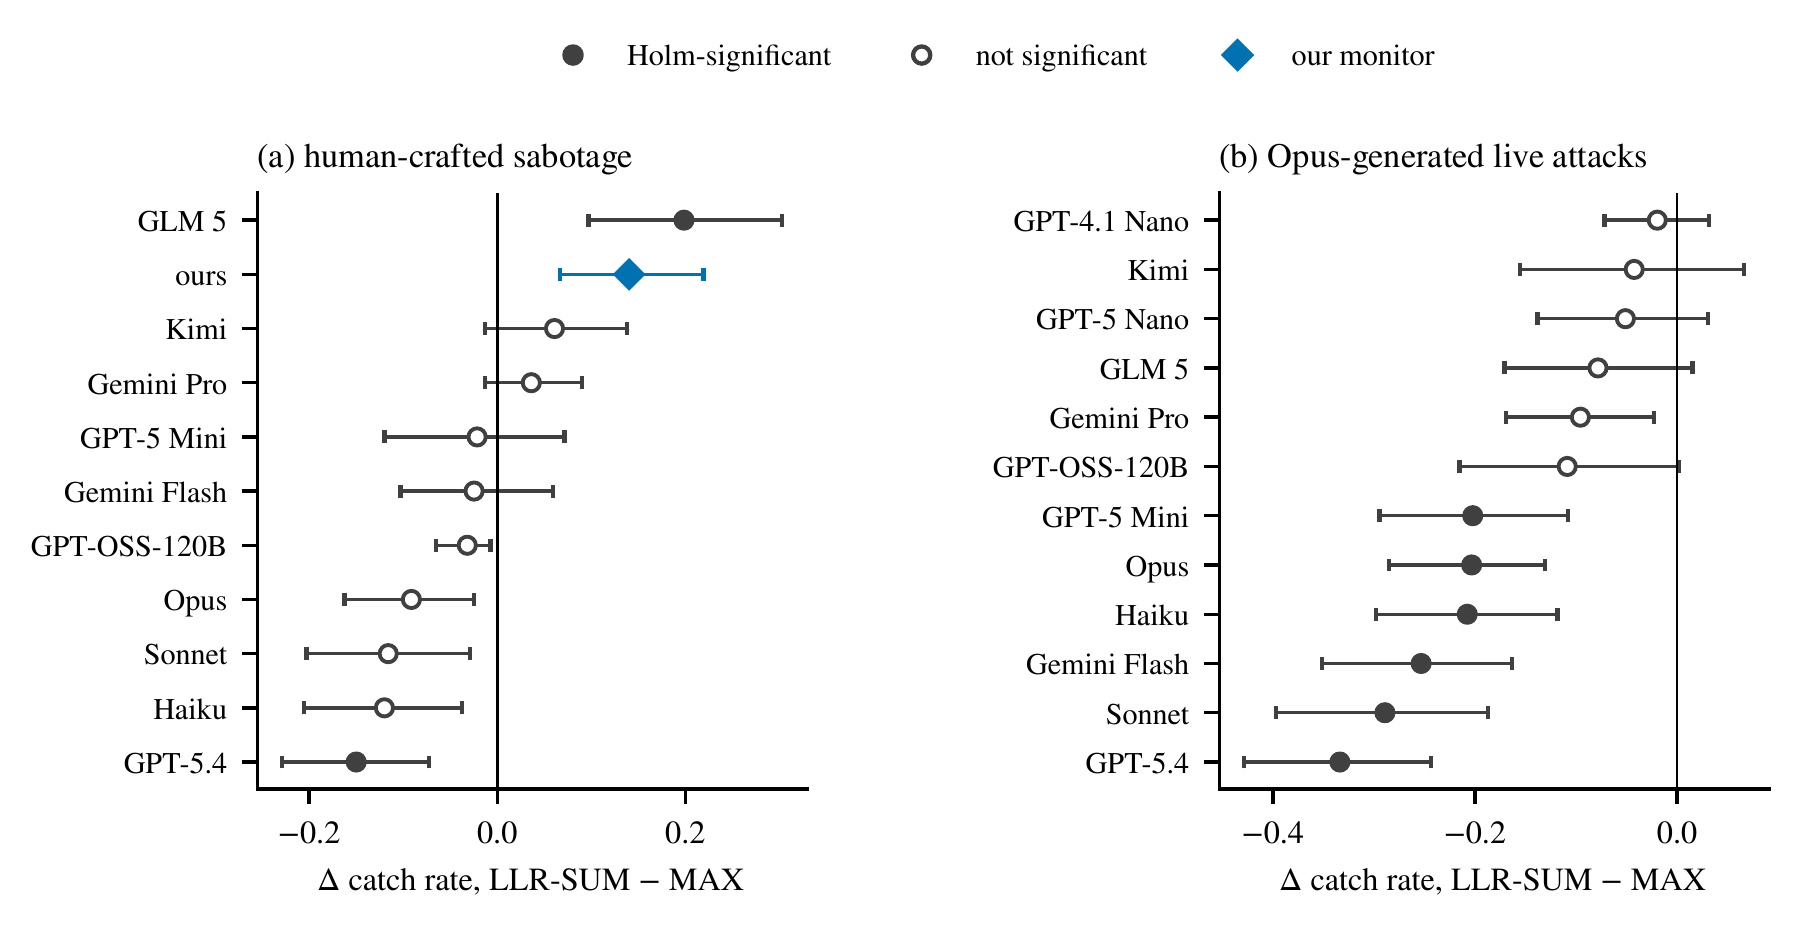 Holm-significant not significant our monitor
(a) human-crafted sabotage
GLM 5
ours
Kimi
Gemini Pro
GPT-5 Mini
Gemini Flash
GPT-OSS-120B
Opus
Sonnet
Haiku
GPT-5.4
−0.2 0.0 0.2
Δ catch rate, LLR-SUM − MAX
(b) Opus-generated live attacks
GPT-4.1 Nano
Kimi
GPT-5 Nano
GLM 5
Gemini Pro
GPT-OSS-120B
GPT-5 Mini
Opus
Haiku
Gemini Flash
Sonnet
GPT-5.4
−0.4 −0.2 0.0
Δ catch rate, LLR-SUM − MAX